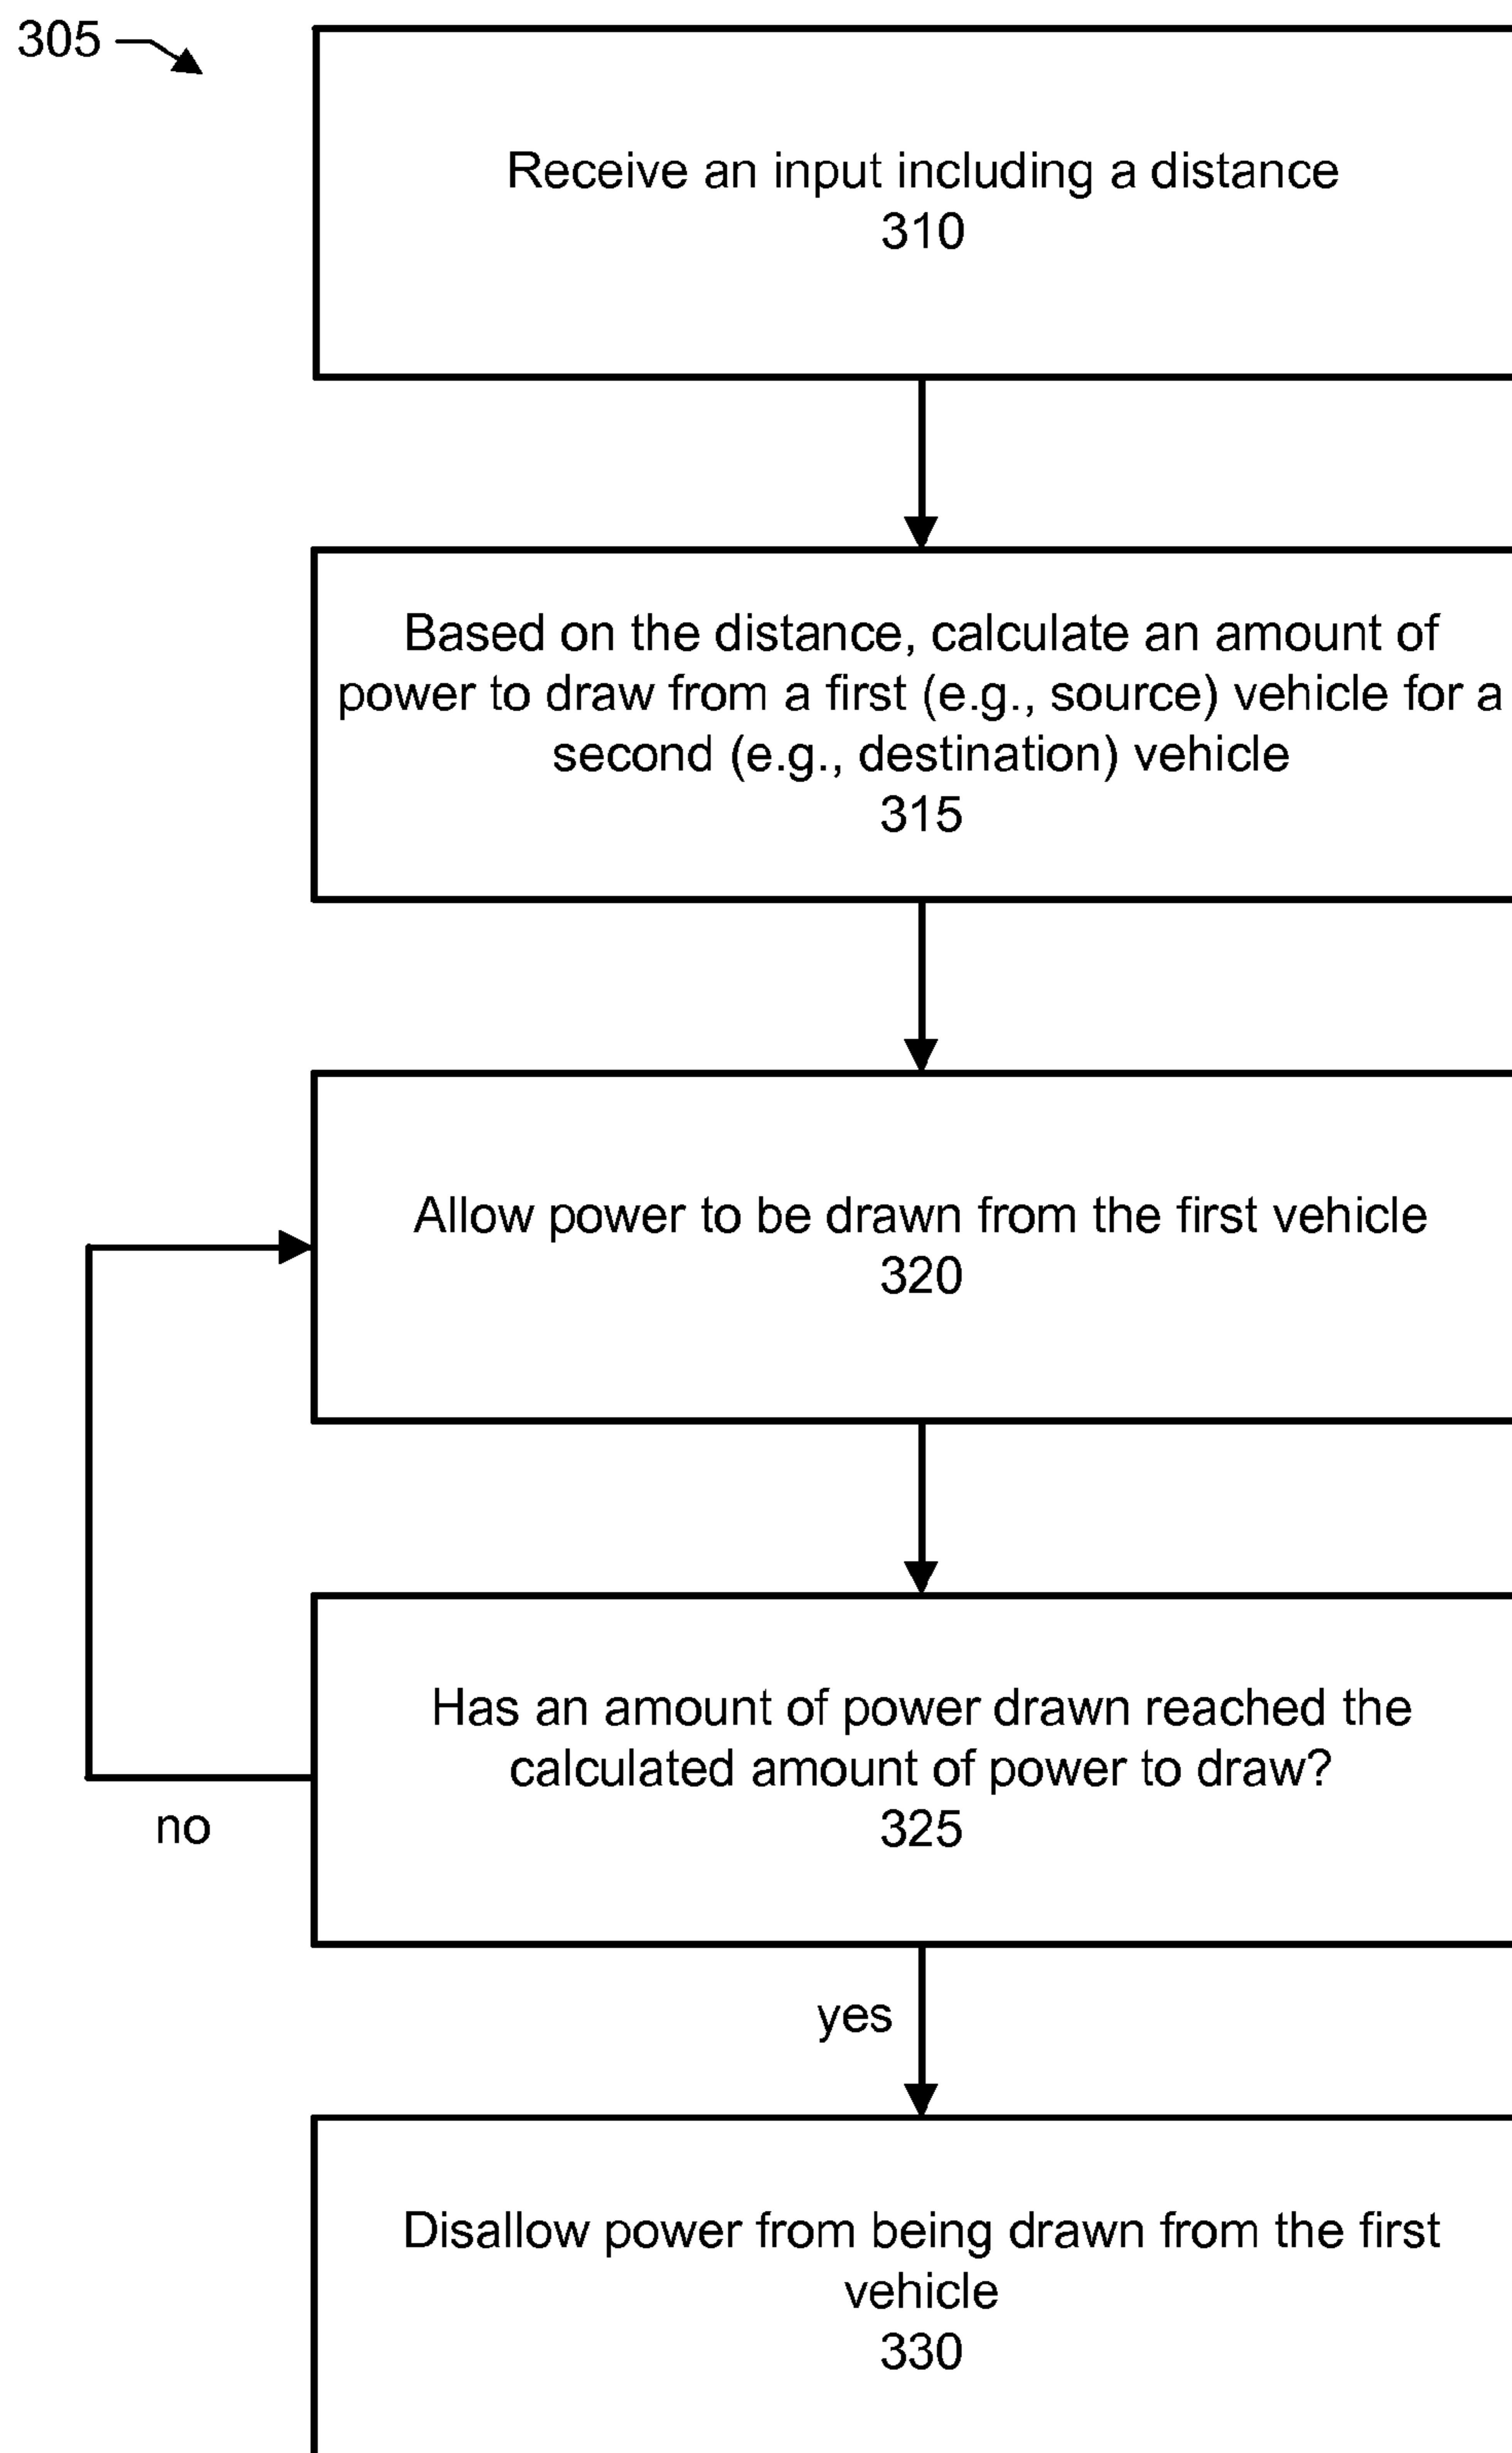 305
Receive an input including a distance
310
Based on the distance, calculate an amount of
power to draw from a first (e.g., source) vehicle for a
second (e.g., destination) vehicle
315
Allow power to be drawn from the first vehicle
320
Has an amount of power drawn reached the
calculated amount of power to draw?
325
no
yes
Disallow power from being drawn from the first
vehicle
330